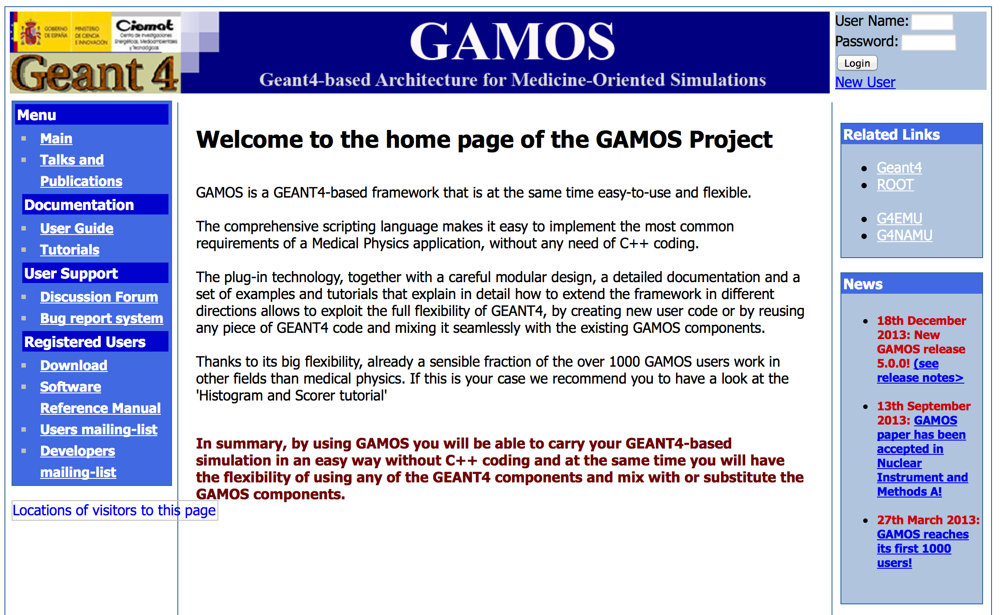 GOBIERNO
DE ESPAÑA
MINISTERIO
DE CIENCIA
E INNOVACIÓN
Ciemat
Centro de Investigaciones
Energéticas, Medioambientales
y Tecnológicas
Geant 4
GAMOS
Geant4-based Architecture for Medicine-Oriented Simulations
User Name:
Password:
Login
New User
Menu
Main
Talks and
Publications
Documentation
User Guide
Tutorials
User Support
Discussion Forum
Bug report system
Registered Users
Download
Software
Reference Manual
Users mailing-list
Developers
mailing-list
Locations of visitors to this page
Welcome to the home page of the GAMOS Project
GAMOS is a GEANT4-based framework that is at the same time easy-to-use and flexible.
The comprehensive scripting language makes it easy to implement the most common
requirements of a Medical Physics application, without any need of C++ coding.
The plug-in technology, together with a careful modular design, a detailed documentation and a
set of examples and tutorials that explain in detail how to extend the framework in different
directions allows to exploit the full flexibility of GEANT4, by creating new user code or by reusing
any piece of GEANT4 code and mixing it seamlessly with the existing GAMOS components.
Thanks to its big flexibility, already a sensible fraction of the over 1000 GAMOS users work in
other fields than medical physics. If this is your case we recommend you to have a look at the
'Histogram and Scorer tutorial'
In summary, by using GAMOS you will be able to carry your GEANT4-based
simulation in an easy way without C++ coding and at the same time you will have
the flexibility of using any of the GEANT4 components and mix with or substitute the
GAMOS components.
Related Links
Geant4
ROOT
G4EMU
G4NAMU
News
18th December
2013: New
GAMOS release
5.0.0! (see
release notes>
13th September
2013: GAMOS
paper has been
accepted in
Nuclear
Instrument and
Methods A!
27th March 2013:
GAMOS reaches
its first 1000
users!